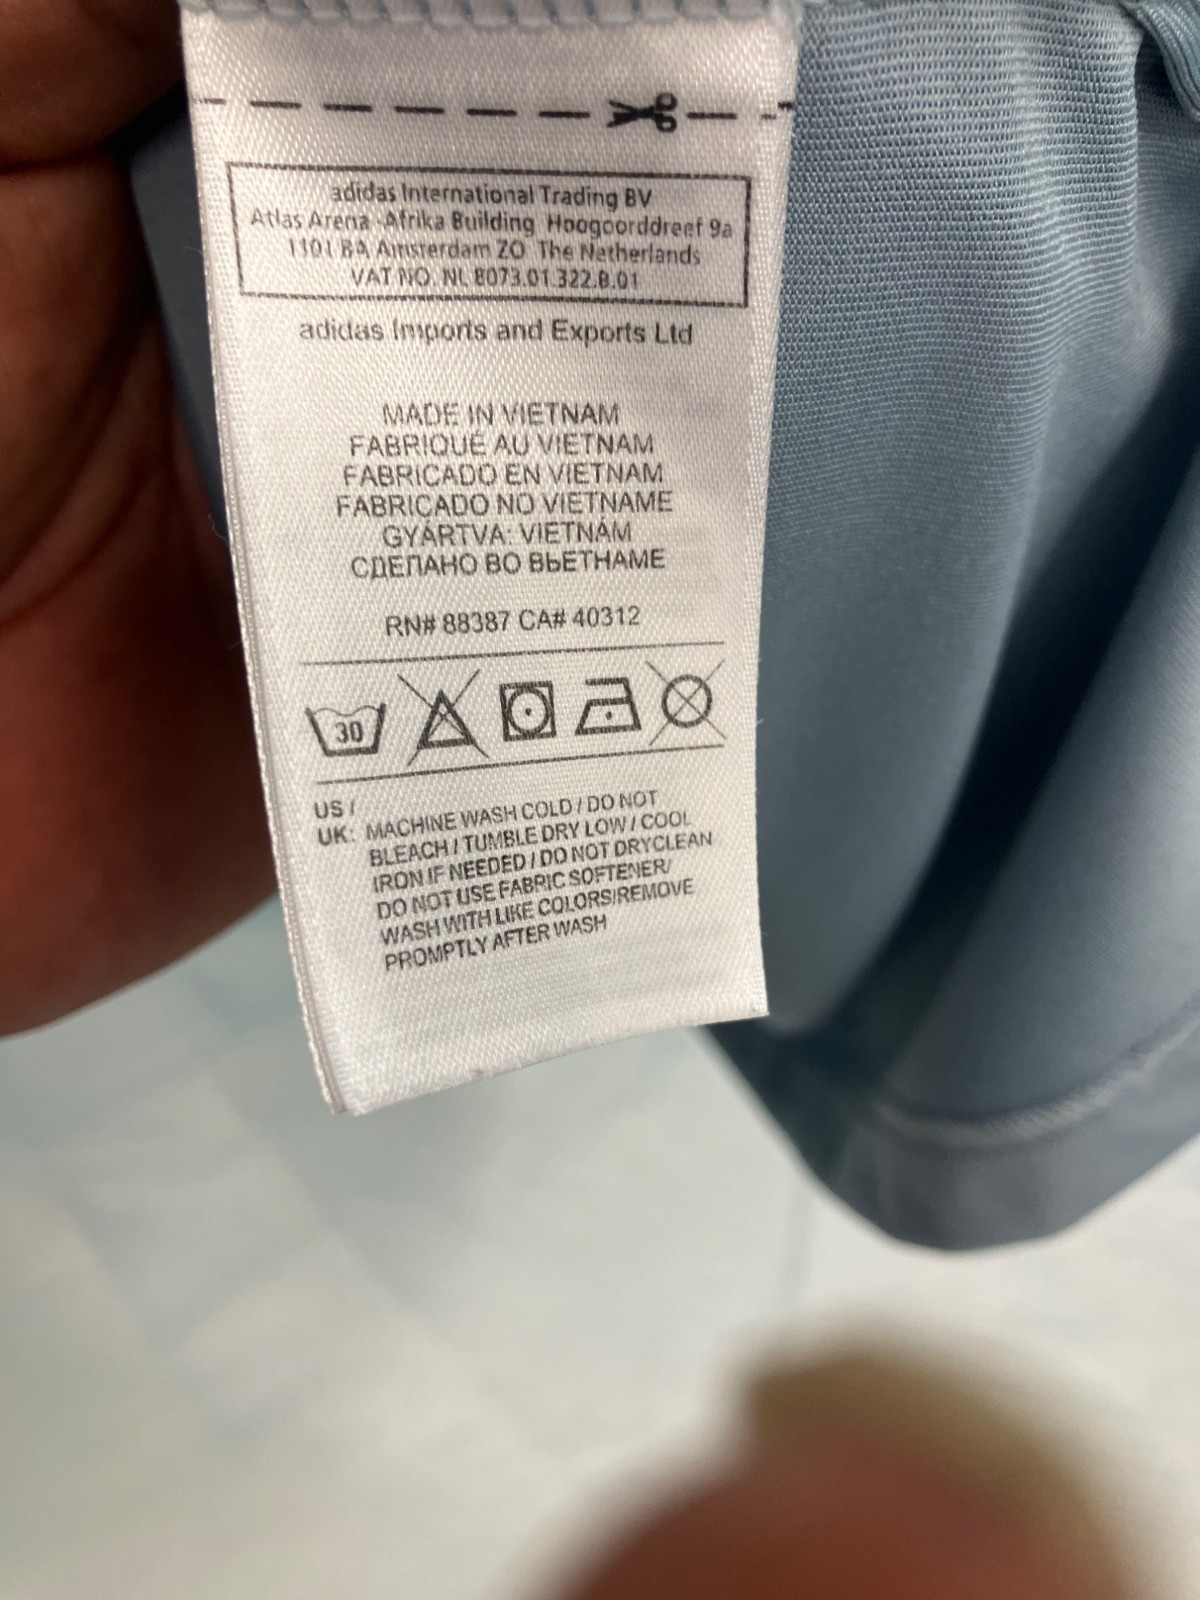 adidas International Trading BV
Atlas Arena -Afrika Building Hoogoorddreef 9a
1101 BA Amsterdam ZO The Netherlands
VAT NO. NL 8073.01.322.B.01
adidas Imports and Exports Ltd
MADE IN VIETNAM
FABRIQUÉ AU VIETNAM
FABRICADO EN VIETNAM
FABRICADO NO VIETNAME
GYÁRTVA: VIETNÁM
СДЕЛАНО ВО ВЬЕТНАМЕ
RN# 88387 CA# 40312
30
US /
UK: MACHINE WASH COLD / DO NOT
BLEACH / TUMBLE DRY LOW / COOL
IRON IF NEEDED / DO NOT DRYCLEAN
DO NOT USE FABRIC SOFTENER/
WASH WITH LIKE COLORS/REMOVE
PROMPTLY AFTER WASH